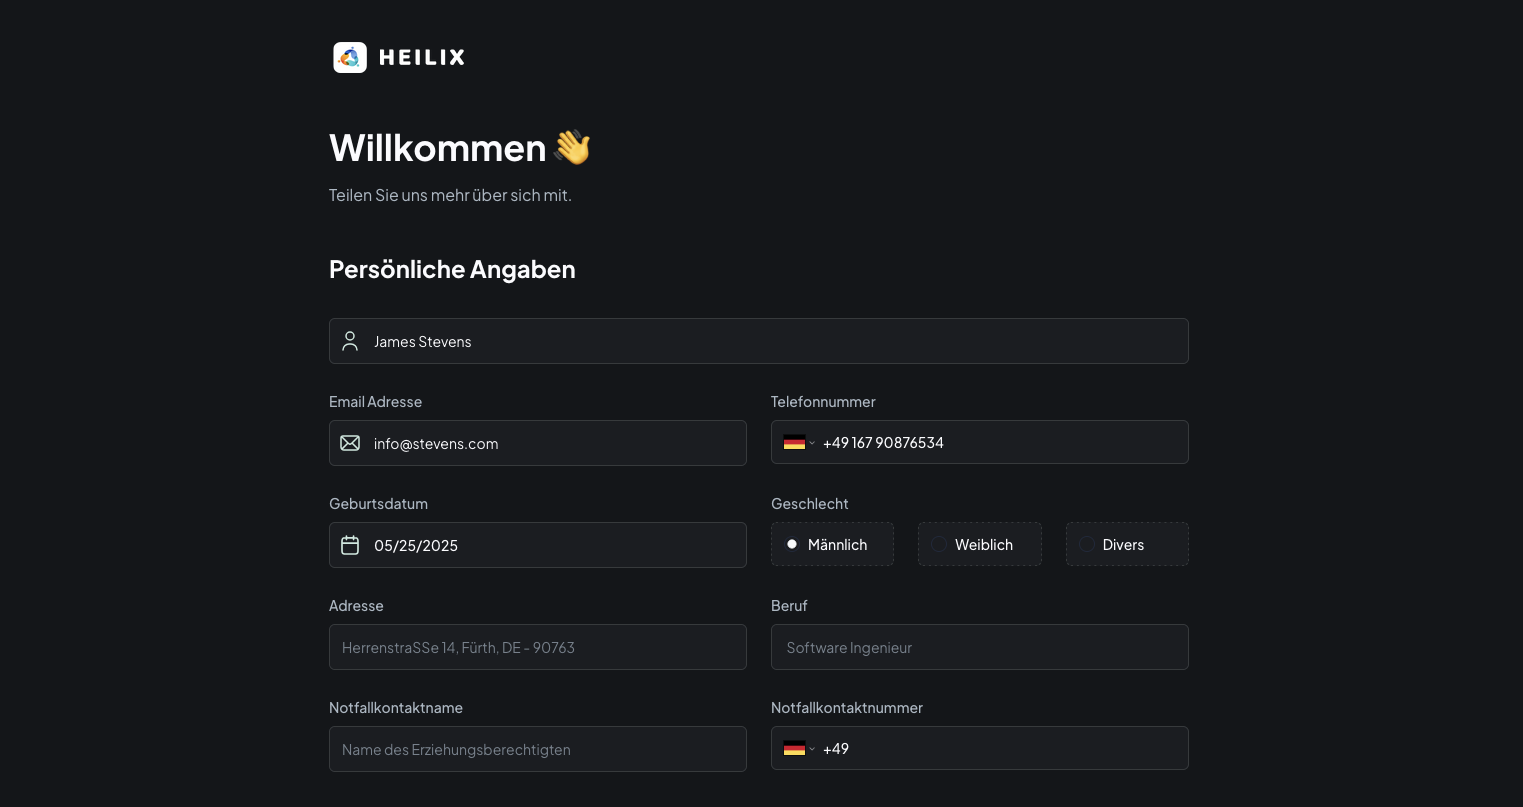 HEILIX
Willkommen 👋
Teilen Sie uns mehr über sich mit.
Persönliche Angaben
James Stevens
Email Adresse
Telefonnummer
info@stevens.com
+49 167 90876534
Geburtsdatum
Geschlecht
05/25/2025
Männlich
Weiblich
Divers
Adresse
Beruf
HerrenstraSSe 14, Fürth, DE - 90763
Software Ingenieur
Notfallkontaktname
Notfallkontaktnummer
Name des Erziehungsberechtigten
+49